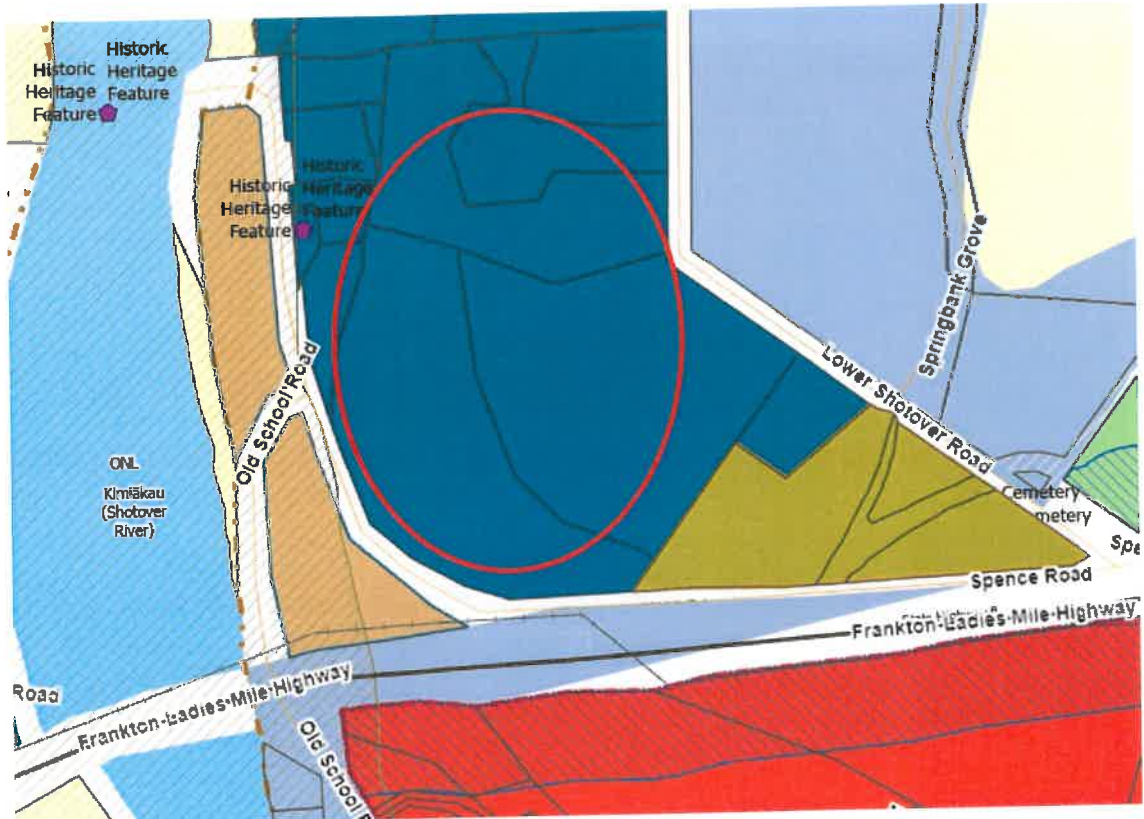 Historic
Heritage
Feature
Historic
Heritage
Feature
Historic
Heritage
Feature
Historic
Heritage
Feature
Springbank Grove
Lower Shotover Road
Old School Road
ONL
Kimiākau
(Shotover
River)
Cemetery
metery
Spe
Spence Road
Frankton-Ladies-Mile-Highway
Road
Frankton-Ladies-Mile-Highway
Old School R